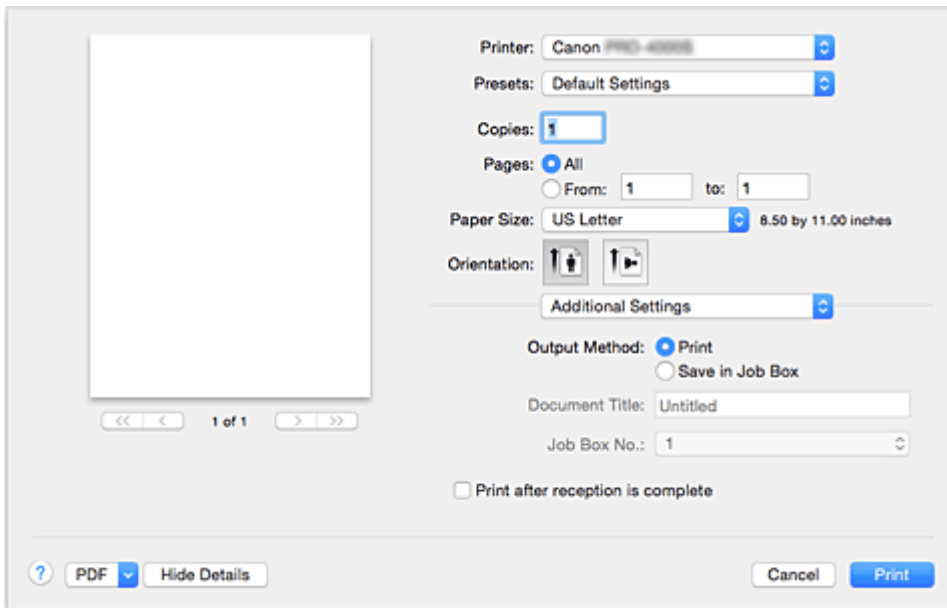 Printer: Canon
Presets: Default Settings
Copies: 1
Pages: All
From: 1 to: 1
Paper Size: US Letter 8.50 by 11.00 inches
Orientation:
Additional Settings
Output Method: Print
Save in Job Box
Document Title: Untitled
Job Box No.: 1
Print after reception is complete
<< < 1 of 1 > >>
? PDF Hide Details Cancel Print